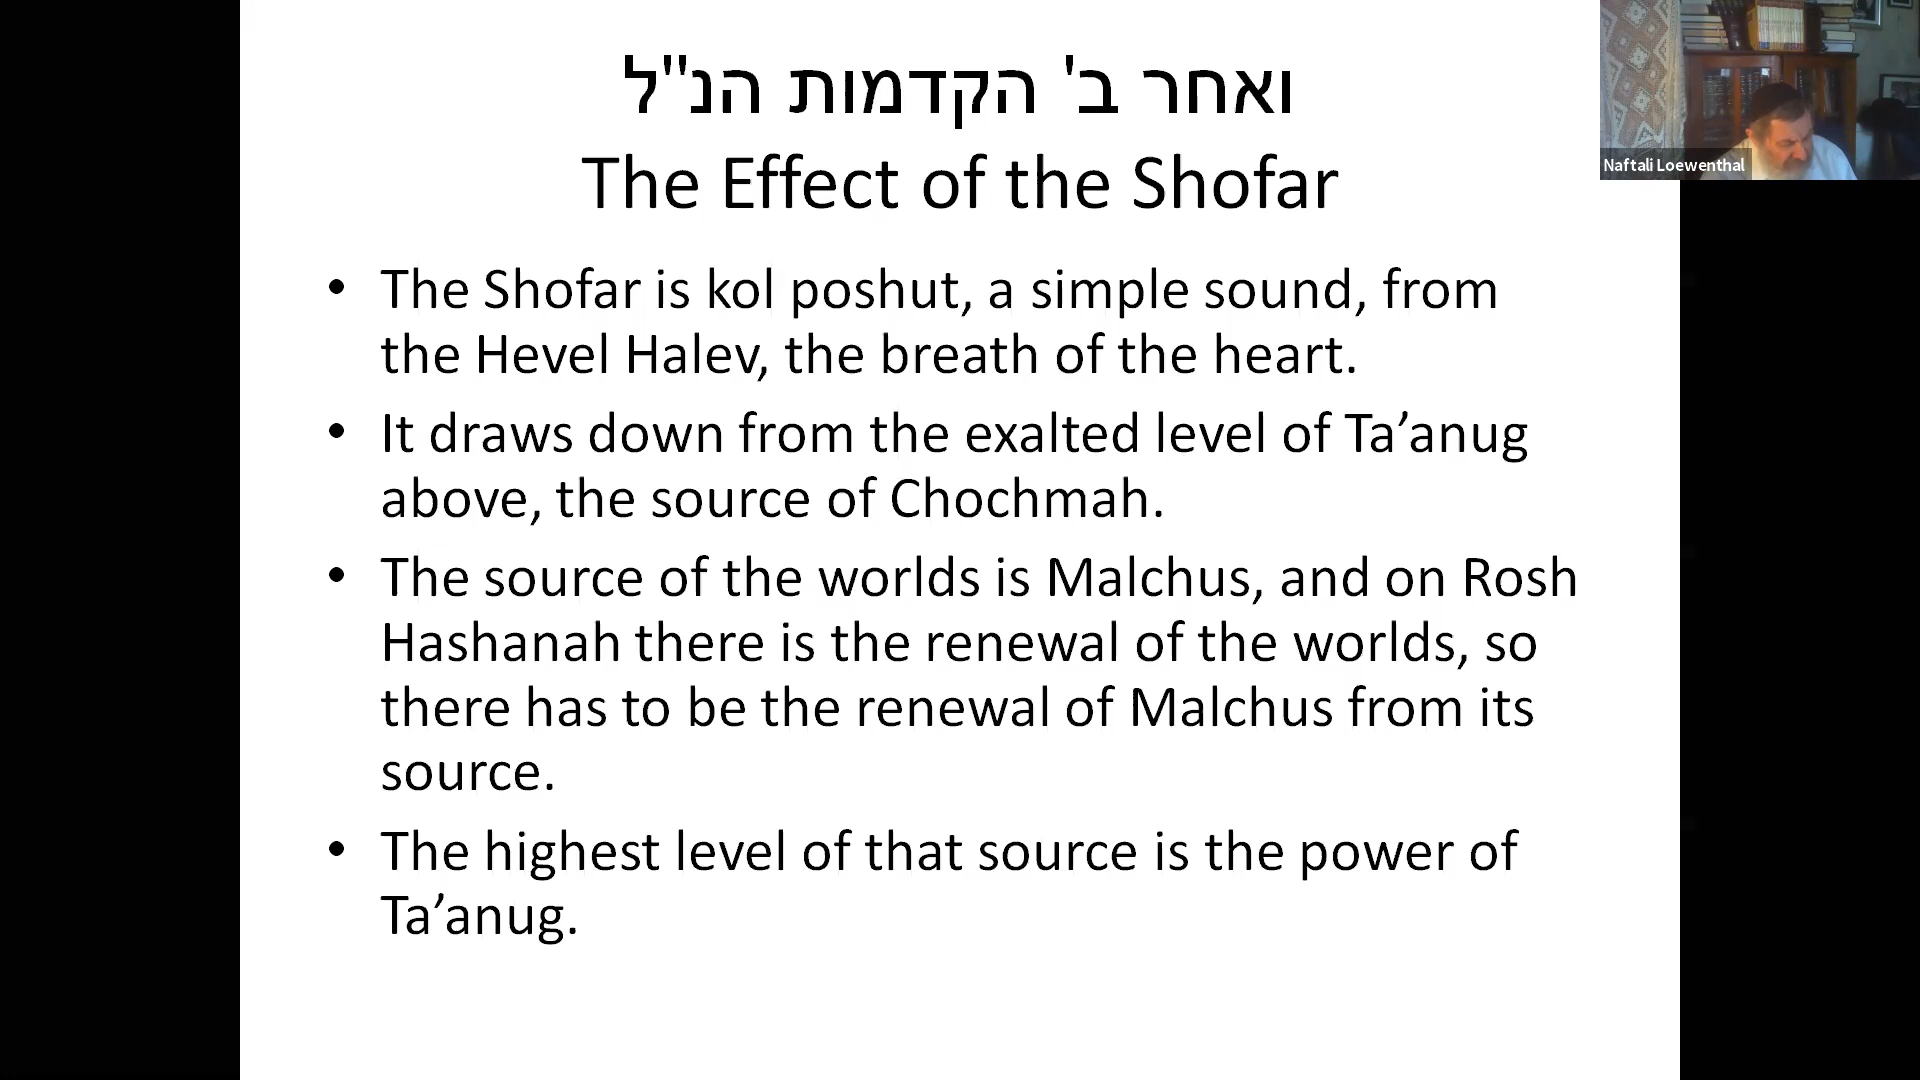 ואחר ב' הקדמות הנ"ל
The Effect of the Shofar
• The Shofar is kol poshut, a simple sound, from
the Hevel Halev, the breath of the heart.
• It draws down from the exalted level of Ta’anug
above, the source of Chochmah.
• The source of the worlds is Malchus, and on Rosh
Hashanah there is the renewal of the worlds, so
there has to be the renewal of Malchus from its
source.
• The highest level of that source is the power of
Ta’anug.
Naftali Loewenthal